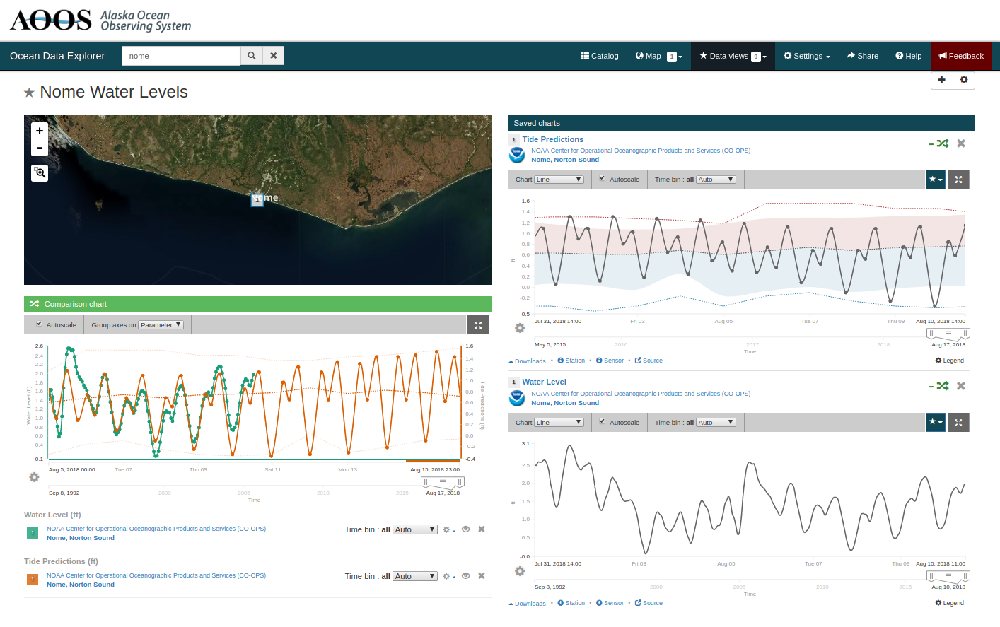 AOOS Alaska Ocean
Observing System
Ocean Data Explorer nome Catalog Map 1 Data views 9 Settings Share Help Feedback
Nome Water Levels
+
-
Nome
1
Comparison chart
Autoscale Group axes on Parameter
2.6
2.4
2.2
2.0
1.8
1.6
1.4
1.2
1.0
0.8
0.6
0.4
0.1
Water Level (ft)
1.6
1.4
1.2
1.0
0.8
0.6
0.4
0.2
0.0
-0.2
-0.4
Tide Predictions (ft)
Aug 5, 2018 00:00 Tue 07 Thu 09 Sat 11 Mon 13 Aug 15, 2018 23:00
Sep 8, 1992 2000 2005 2010 2015 Aug 17, 2018
Time
Water Level (ft)
1 NOAA Center for Operational Oceanographic Products and Services (CO-OPS)
Nome, Norton Sound
Time bin : all Auto
Tide Predictions (ft)
1 NOAA Center for Operational Oceanographic Products and Services (CO-OPS)
Nome, Norton Sound
Time bin : all Auto
Saved charts
1 Tide Predictions
NOAA Center for Operational Oceanographic Products and Services (CO-OPS)
Nome, Norton Sound
Chart Line Autoscale Time bin : all Auto
1.6
1.4
1.2
1.0
0.8
0.6
0.4
0.2
0.0
-0.2
-0.5
ft
Jul 31, 2018 14:00 Fri 03 Aug 05 Tue 07 Thu 09 Aug 10, 2018 14:00
May 5, 2015 2016 2017 2018 Aug 17, 2018
Time
Downloads • Station • Sensor • Source Legend
1 Water Level
NOAA Center for Operational Oceanographic Products and Services (CO-OPS)
Nome, Norton Sound
Chart Line Autoscale Time bin : all Auto
3.1
2.5
2.0
1.5
1.0
0.5
-0.0
ft
Jul 31, 2018 14:00 Fri 03 Aug 05 Tue 07 Thu 09 Aug 10, 2018 11:00
Sep 8, 1992 2000 2005 2010 2015 Aug 10, 2018
Time
Downloads • Station • Sensor • Source Legend